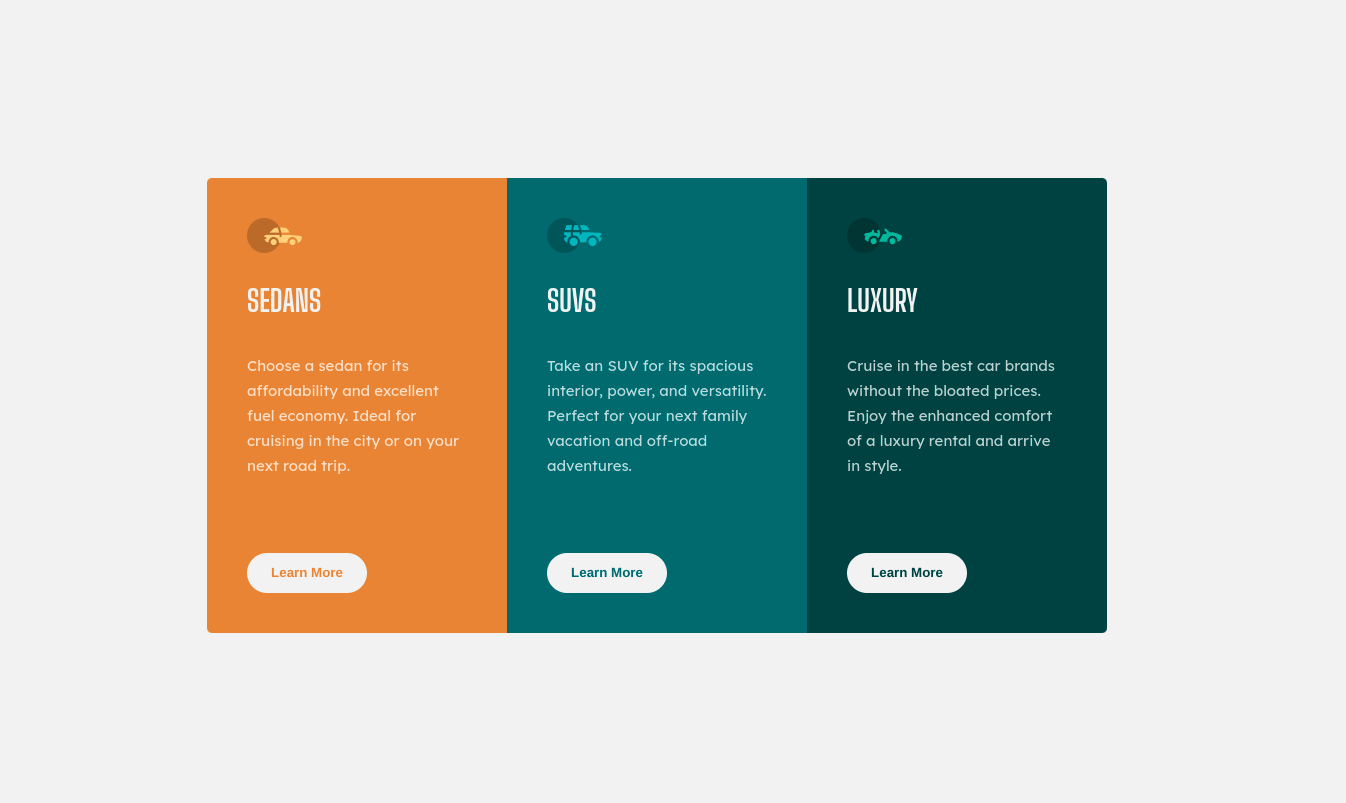 SEDANS
Choose a sedan for its
affordability and excellent
fuel economy. Ideal for
cruising in the city or on your
next road trip.
Learn More
SUVS
Take an SUV for its spacious
interior, power, and versatility.
Perfect for your next family
vacation and off-road
adventures.
Learn More
LUXURY
Cruise in the best car brands
without the bloated prices.
Enjoy the enhanced comfort
of a luxury rental and arrive
in style.
Learn More